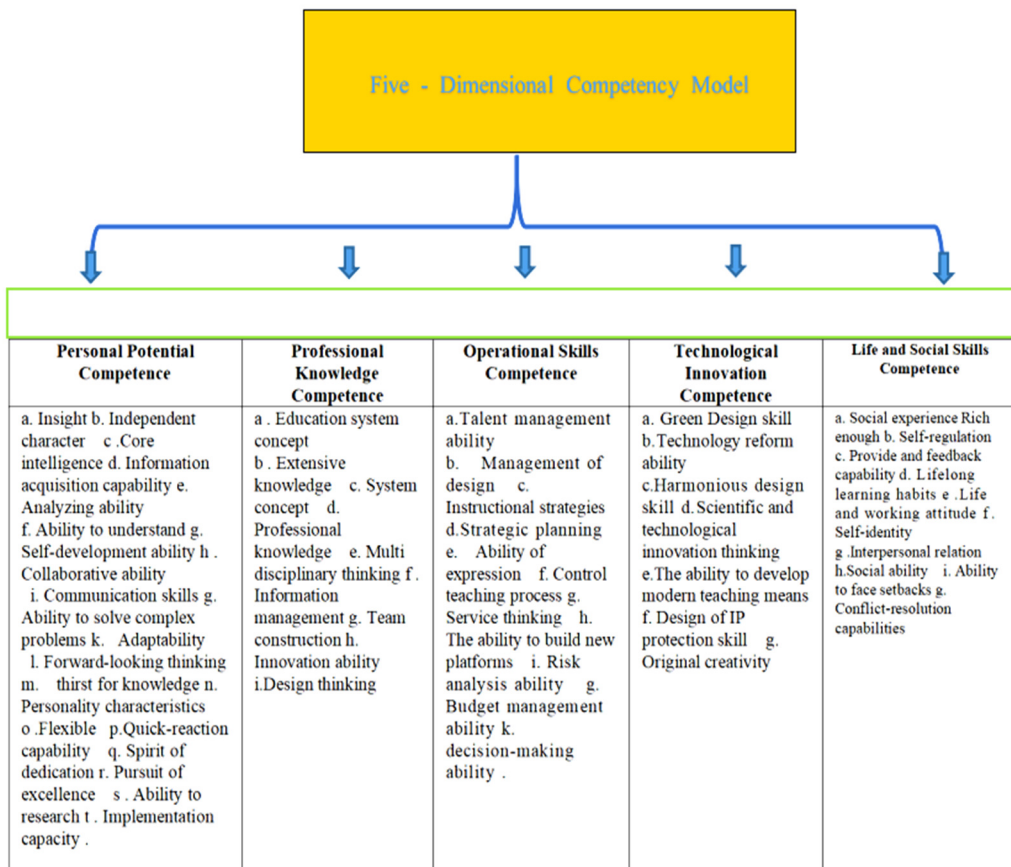 Five - Dimensional Competency Model
Personal Potential
Competence
a. Insight b. Independent
character c .Core
intelligence d. Information
acquisition capability e.
Analyzing ability
f. Ability to understand g.
Self-development ability h .
Collaborative ability
i. Communication skills g.
Ability to solve complex
problems k. Adaptability
l. Forward-looking thinking
m. thirst for knowledge n.
Personality characteristics
o .Flexible p.Quick-reaction
capability q. Spirit of
dedication r. Pursuit of
excellence s . Ability to
research t . Implementation
capacity .
Professional
Knowledge
Competence
a . Education system
concept
b . Extensive
knowledge c. System
concept d.
Professional
knowledge e. Multi
disciplinary thinking f .
Information
management g. Team
construction h.
Innovation ability
i.Design thinking
Operational Skills
Competence
a.Talent management
ability
b. Management of
design c.
Instructional strategies
d.Strategic planning
e. Ability of
expression f. Control
teaching process g.
Service thinking h.
The ability to build new
platforms i. Risk
analysis ability g.
Budget management
ability k.
decision-making
ability .
Technological
Innovation
Competence
a. Green Design skill
b.Technology reform
ability
c.Harmonious design
skill d.Scientific and
technological
innovation thinking
e.The ability to develop
modern teaching means
f. Design of IP
protection skill g.
Original creativity
Life and Social Skills
Competence
a. Social experience Rich
enough b. Self-regulation
c. Provide and feedback
capability d. Lifelong
learning habits e .Life
and working attitude f .
Self-identity
g .Interpersonal relation
h.Social ability i. Ability
to face setbacks g.
Conflict-resolution
capabilities